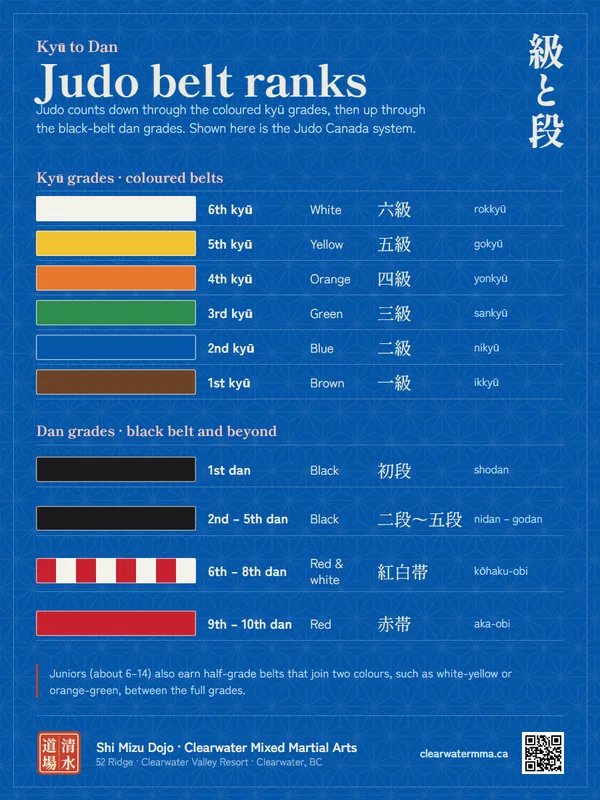 Kyū to Dan
Judo belt ranks
級と段
Judo counts down through the coloured kyū grades, then up through
the black-belt dan grades. Shown here is the Judo Canada system.
Kyū grades · coloured belts
6th kyū White 六級 rokkyū
5th kyū Yellow 五級 gokyū
4th kyū Orange 四級 yonkyū
3rd kyū Green 三級 sankyū
2nd kyū Blue 二級 nikyū
1st kyū Brown 一級 ikkyū
Dan grades · black belt and beyond
1st dan Black 初段 shodan
2nd – 5th dan Black 二段〜五段 nidan – godan
6th – 8th dan Red & white 紅白帯 kōhaku-obi
9th – 10th dan Red 赤帯 aka-obi
Juniors (about 6–14) also earn half-grade belts that join two colours, such as white-yellow or
orange-green, between the full grades.
清水
道場
Shi Mizu Dojo · Clearwater Mixed Martial Arts
52 Ridge · Clearwater Valley Resort · Clearwater, BC
clearwatermma.ca